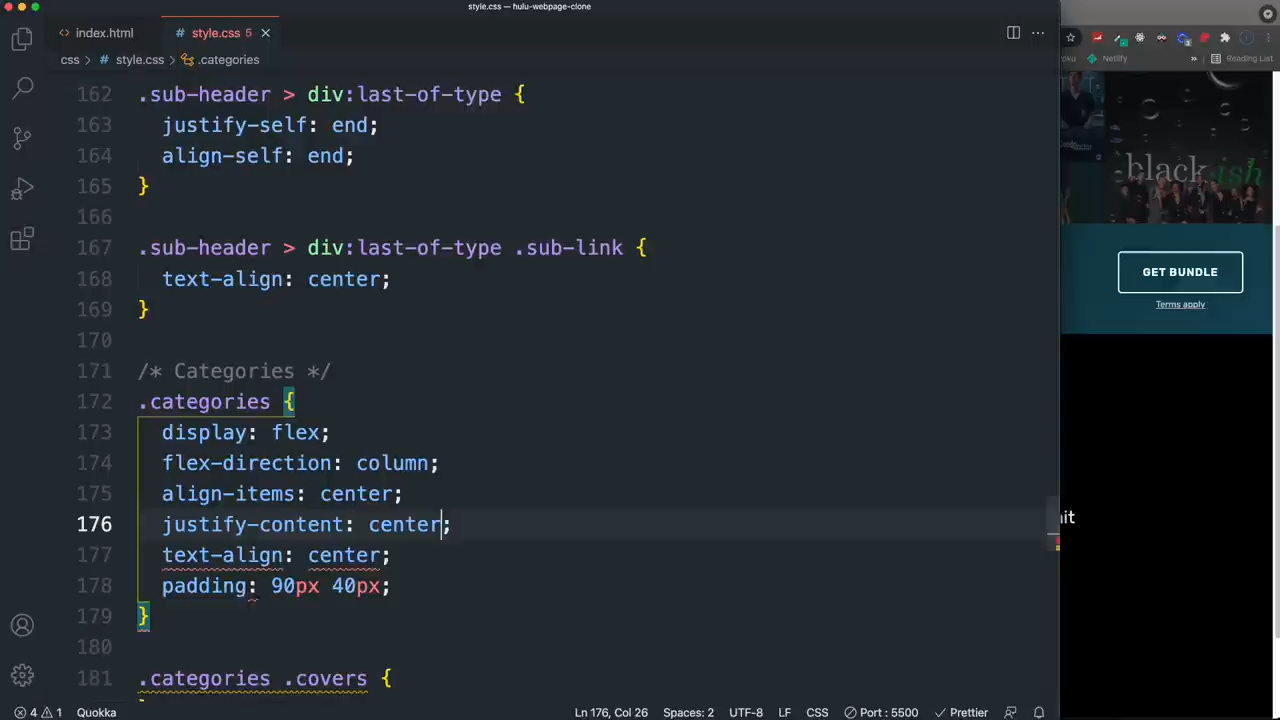 style.css — hulu-webpage-clone
<> index.html
# style.css 5 ×
css > # style.css > .categories
Reading List
Netlify
»
162 .sub-header > div:last-of-type {
163 justify-self: end;
164 align-self: end;
165 }
166
167 .sub-header > div:last-of-type .sub-link {
168 text-align: center;
169 }
170
171 /* Categories */
172 .categories {
173 display: flex;
174 flex-direction: column;
175 align-items: center;
176 justify-content: center;
177 text-align: center;
178 padding: 90px 40px;
179 }
180
181 .categories .covers {
black-ish
GET BUNDLE
Terms apply
4 1 Quokka
Ln 176, Col 26 Spaces: 2 UTF-8 LF CSS Port : 5500 Prettier